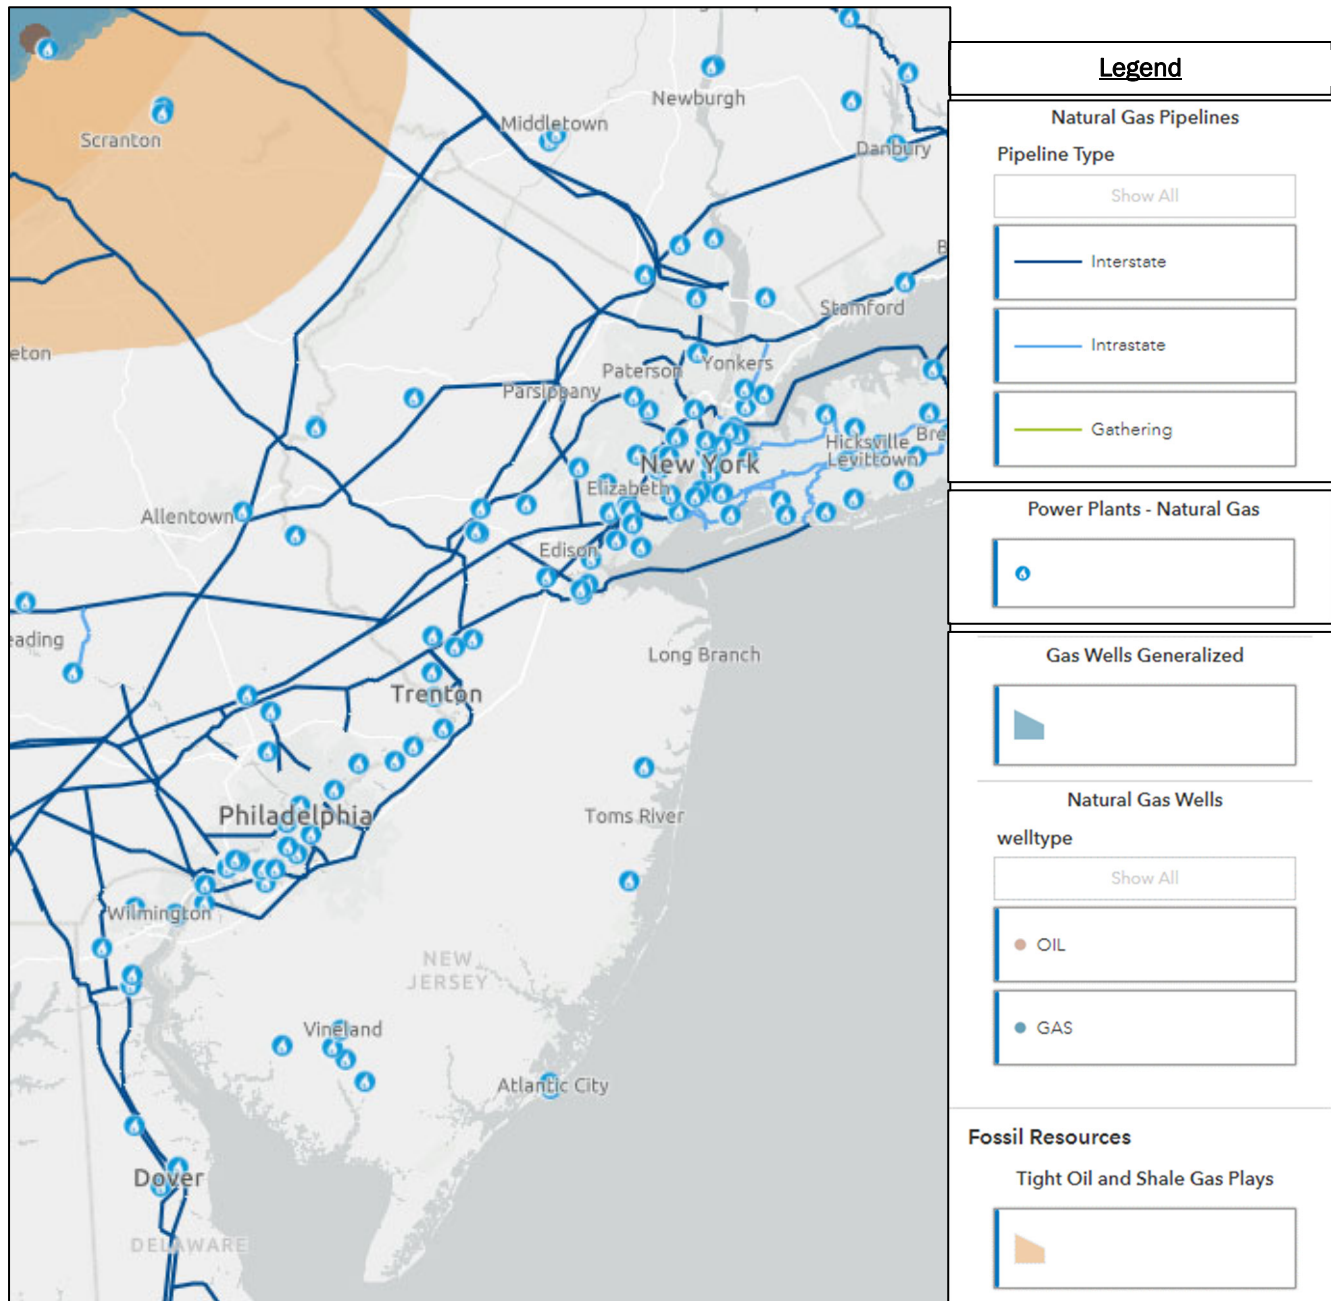 Scranton
Middletown
Newburgh
Danbury
Stamford
eton
Parsippany
Paterson
Yonkers
New York
Hicksville
Bre
Levittown
Elizabeth
Allentown
Edison
eading
Long Branch
Trenton
Philadelphia
Toms River
Wilmington
NEW
JERSEY
Vineland
Atlantic City
Dover
DELAWARE
B
Legend
Natural Gas Pipelines
Pipeline Type
Show All
Interstate
Intrastate
Gathering
Power Plants - Natural Gas
Gas Wells Generalized
Natural Gas Wells
welltype
Show All
OIL
GAS
Fossil Resources
Tight Oil and Shale Gas Plays